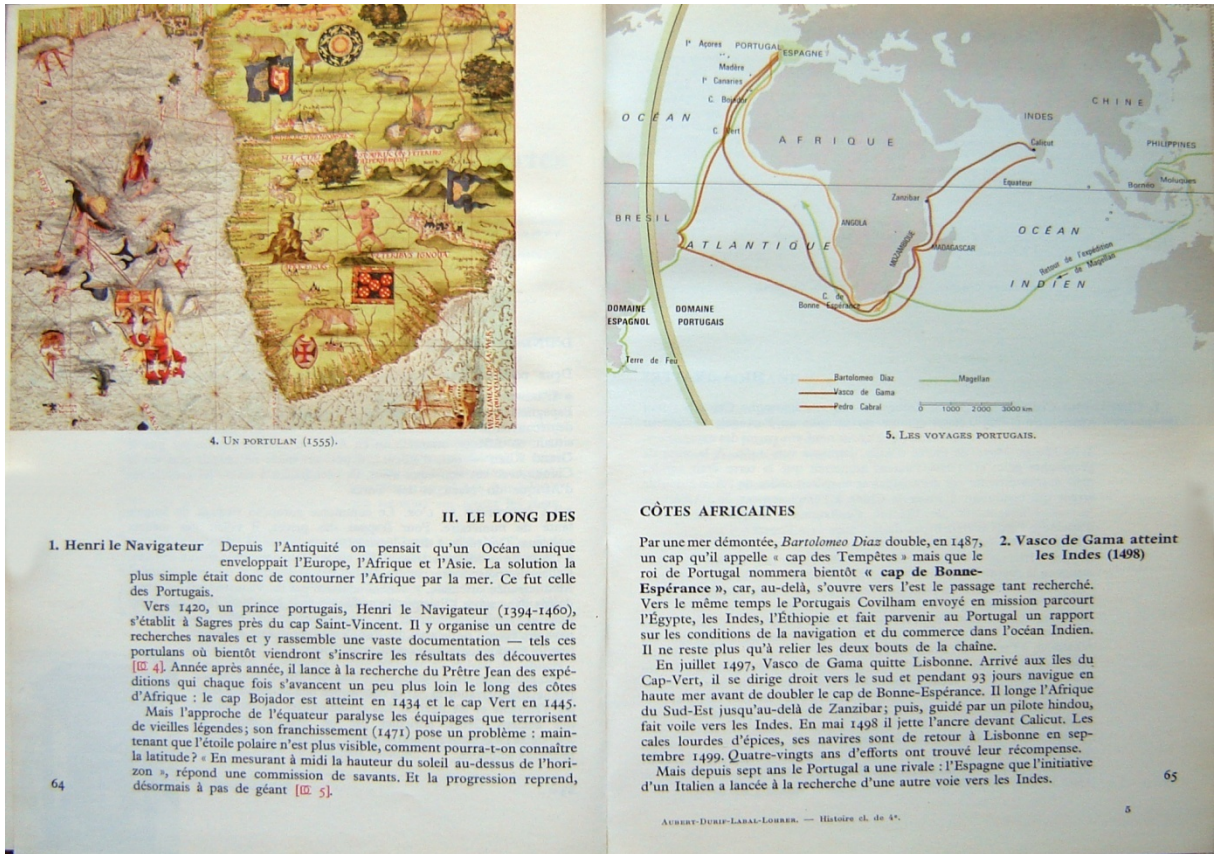 4. UN PORTULAN (1555).
II. LE LONG DES
1. Henri le Navigateur
Depuis l'Antiquité on pensait qu'un Océan unique
enveloppait l'Europe, l'Afrique et l'Asie. La solution la
plus simple était donc de contourner l'Afrique par la mer. Ce fut celle
des Portugais.
Vers 1420, un prince portugais, Henri le Navigateur (1394-1460),
s'établit à Sagres près du cap Saint-Vincent. Il y organise un centre de
recherches navales et y rassemble une vaste documentation — tels ces
portulans où bientôt viendront s'inscrire les résultats des découvertes
[4]. Année après année, il lance à la recherche du Prêtre Jean des expé-
ditions qui chaque fois s'avancent un peu plus loin le long des côtes
d'Afrique : le cap Bojador est atteint en 1434 et le cap Vert en 1445.
Mais l'approche de l'équateur paralyse les équipages que terrorisent
de vieilles légendes; son franchissement (1471) pose un problème : main-
tenant que l'étoile polaire n'est plus visible, comment pourra-t-on connaître
la latitude ? « En mesurant à midi la hauteur du soleil au-dessus de l'hori-
zon », répond une commission de savants. Et la progression reprend,
désormais à pas de géant [5].
64
Iˢ Açores
PORTUGAL
ESPAGNE
Madère
Iˢ Canaries
C. Bojador
C. Vert
OCÉAN
ATLANTIQUE
AFRIQUE
CHINE
INDES
Calicut
PHILIPPINES
Bornéo
Moluques
Équateur
Zanzibar
BRESIL
ANGOLA
MOZAMBIQUE
MADAGASCAR
OCÉAN
INDIEN
Retour de l'expédition
de Magellan
C. de
Bonne Espérance
DOMAINE
ESPAGNOL
DOMAINE
PORTUGAIS
Terre de Feu
Bartolomeo Diaz
Vasco de Gama
Pedro Cabral
Magellan
0 1000 2000 3000 km
5. LES VOYAGES PORTUGAIS.
CÔTES AFRICAINES
Par une mer démontée, Bartolomeo Diaz double, en 1487,
un cap qu'il appelle « cap des Tempêtes » mais que le
roi de Portugal nommera bientôt « cap de Bonne-
Espérance », car, au-delà, s'ouvre vers l'est le passage tant recherché.
Vers le même temps le Portugais Covilham envoyé en mission parcourt
l'Égypte, les Indes, l'Éthiopie et fait parvenir au Portugal un rapport
sur les conditions de la navigation et du commerce dans l'océan Indien.
Il ne reste plus qu'à relier les deux bouts de la chaîne.
2. Vasco de Gama atteint
les Indes (1498)
En juillet 1497, Vasco de Gama quitte Lisbonne. Arrivé aux îles du
Cap-Vert, il se dirige droit vers le sud et pendant 93 jours navigue en
haute mer avant de doubler le cap de Bonne-Espérance. Il longe l'Afrique
du Sud-Est jusqu'au-delà de Zanzibar; puis, guidé par un pilote hindou,
fait voile vers les Indes. En mai 1498 il jette l'ancre devant Calicut. Les
cales lourdes d'épices, ses navires sont de retour à Lisbonne en sep-
tembre 1499. Quatre-vingts ans d'efforts ont trouvé leur récompense.
Mais depuis sept ans le Portugal a une rivale : l'Espagne que l'initiative
d'un Italien a lancée à la recherche d'une autre voie vers les Indes.
65
5
AUBERT-DURIF-LABAL-LOHRER. — Histoire cl. de 4ᵉ.